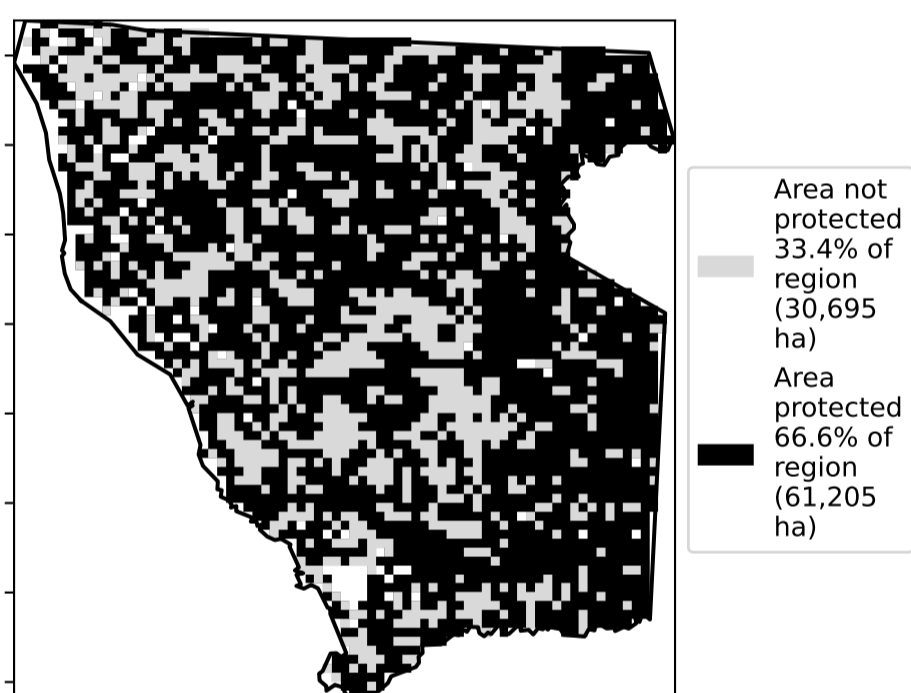 Area not
protected
33.4% of
region
(30,695
ha)
Area
protected
66.6% of
region
(61,205
ha)